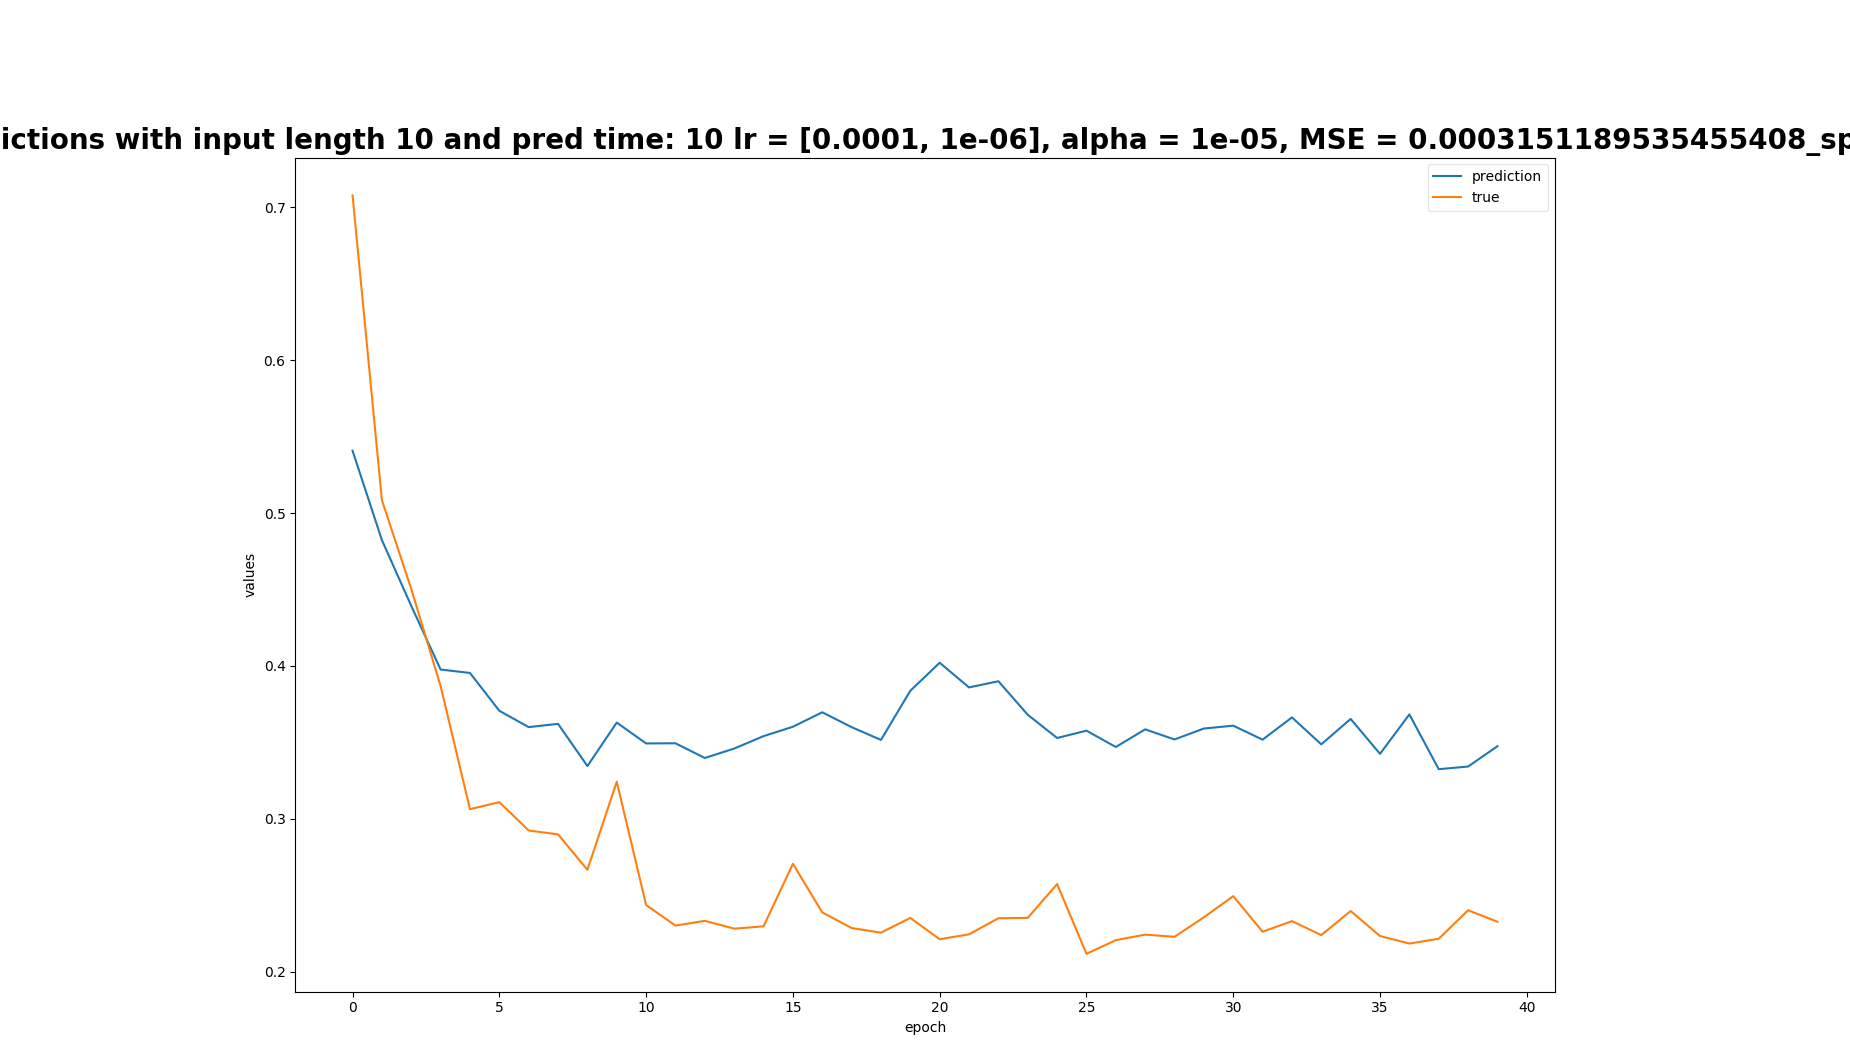 ictions with input length 10 and pred time: 10 lr = [0.0001, 1e-06], alpha = 1e-05, MSE = 0.0003151189535455408_sp
prediction
true
0.7
0.6
0.5
0.4
0.3
0.2
values
0 5 10 15 20 25 30 35 40
epoch